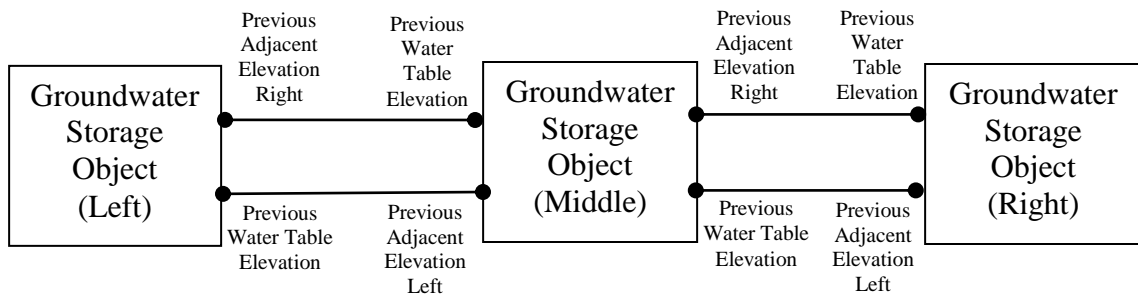 Previous
Adjacent
Elevation
Right
Previous
Water
Table
Elevation
Previous
Adjacent
Elevation
Right
Previous
Water
Table
Elevation
Groundwater
Storage
Object
(Left)
Groundwater
Storage
Object
(Middle)
Groundwater
Storage
Object
(Right)
Previous
Water Table
Elevation
Previous
Adjacent
Elevation
Left
Previous
Water Table
Elevation
Previous
Adjacent
Elevation
Left